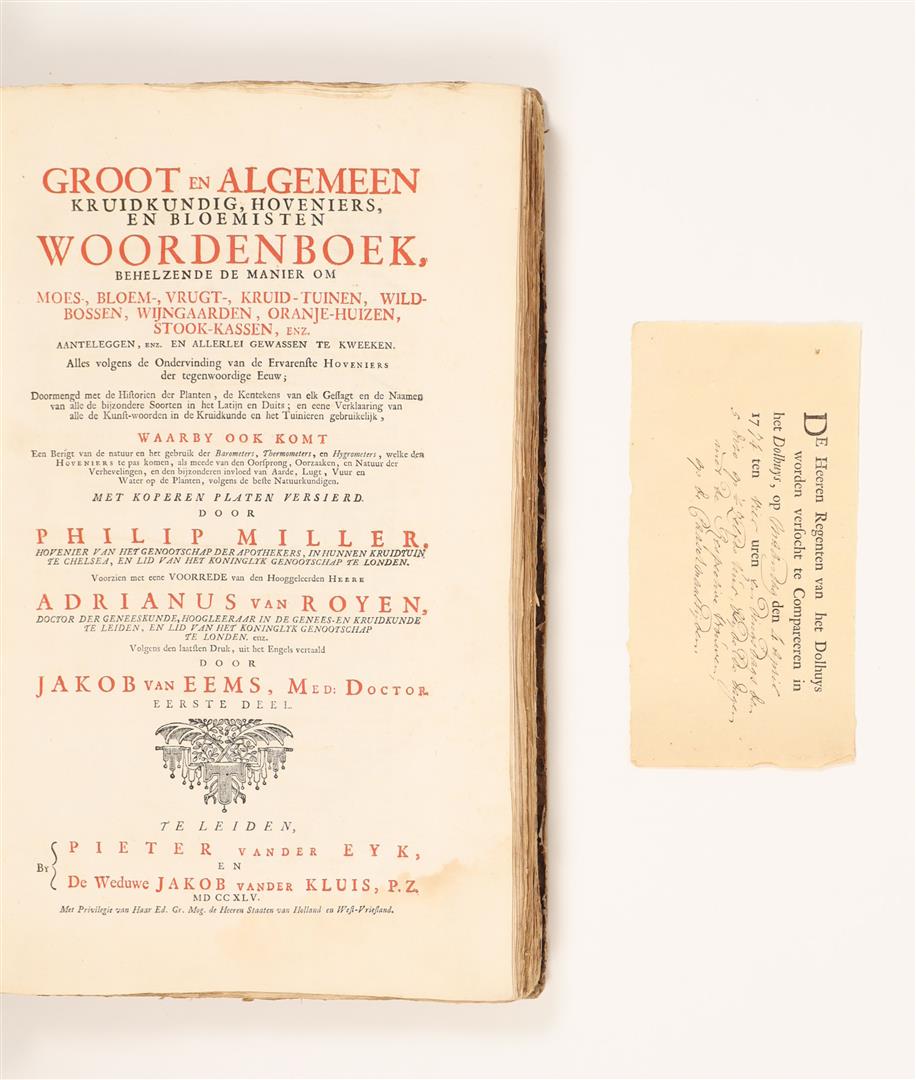 GROOT EN ALGEMEEN
KRUIDKUNDIG, HOVENIERS,
EN BLOEMISTEN
WOORDENBOEK,
BEHELZENDE DE MANIER OM
MOES-, BLOEM-, VRUGT-, KRUID-TUINEN, WILD-
BOSSEN, WIJNGAARDEN, ORANJE-HUIZEN,
STOOK-KASSEN, ENZ.
AANTELEGGEN, ENZ. EN ALLERLEI GEWASSEN TE KWEEKEN.
Alles volgens de Ondervinding van de Ervarenſte HOVENIERS
der tegenwoordige Eeuw;
Doormengd met de Hiſtorien der Planten, de Kentekens van elk Geſlagt en de Naamen
van alle de bijzondere Soorten in het Latijn en Duits; en eene Verklaaring van
alle de Kunſt-woorden in de Kruidkunde en het Tuinieren gebruikelijk,
WAARBY OOK KOMT
Een Berigt van de natuur en het gebruik der Barometers, Thermometers, en Hygrometers, welke den
HOVENIERS te pas komen, als meede van den Oorſprong, Oorzaaken, en Natuur der
Verhevelingen, en den bijzonderen invloed van Aarde, Lugt, Vuur en
Water op de Planten, volgens de beſte Natuurkundigen.
MET KOPEREN PLATEN VERSIERD.
DOOR
PHILIP MILLER,
HOVENIER VAN HET GENOOTSCHAP DER APOTHEKERS, IN HUNNEN KRUIDTUIN
TE CHELSEA, EN LID VAN HET KONINGLYK GENOOTSCHAP TE LONDEN.
Voorzien met eene VOORREDE van den Hooggeleerden HEERE
ADRIANUS VAN ROYEN,
DOCTOR DER GENEESKUNDE, HOOGLEERAAR IN DE GENEES-EN KRUIDKUNDE
TE LEIDEN, EN LID VAN HET KONINGLYK GENOOTSCHAP
TE LONDEN. enz.
Volgens den laatſten Druk, uit het Engels vertaald
DOOR
JAKOB VAN EEMS, MED: DOCTOR.
EERSTE DEEL.
TE LEIDEN,
BY PIETER VANDER EYK,
EN
De Weduwe JAKOB VANDER KLUIS, P.Z.
MDCCXLV.
Met Privilegie van Haar Ed. Gr. Mog. de Heeren Staaten van Holland en Weſt-Vrieſland.
DE Heeren Regenten van het Dolhuys
worden verſocht te Compareeren in
het Dolhuys, op den april
17 ten uren